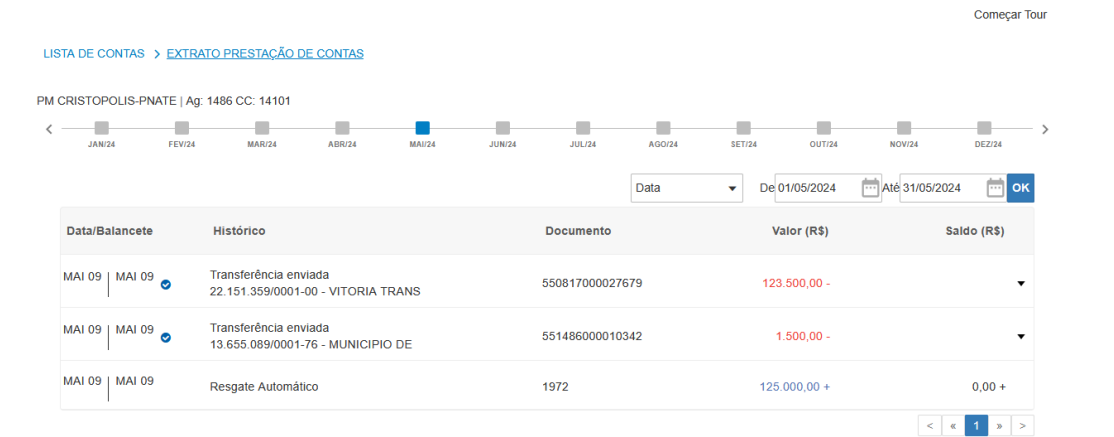 Começar Tour
LISTA DE CONTAS > EXTRATO PRESTAÇÃO DE CONTAS
PM CRISTOPOLIS-PNATE | Ag: 1486 CC: 14101
< >
JAN/24 FEV/24 MAR/24 ABR/24 MAI/24 JUN/24 JUL/24 AGO/24 SET/24 OUT/24 NOV/24 DEZ/24
Data De 01/05/2024 Até 31/05/2024 OK
Data/Balancete Histórico Documento Valor (R$) Saldo (R$)
MAI 09 | MAI 09 Transferência enviada
22.151.359/0001-00 - VITORIA TRANS 550817000027679 123.500,00 -
MAI 09 | MAI 09 Transferência enviada
13.655.089/0001-76 - MUNICIPIO DE 551486000010342 1.500,00 -
MAI 09 | MAI 09 Resgate Automático 1972 125.000,00 + 0,00 +
< « 1 » >